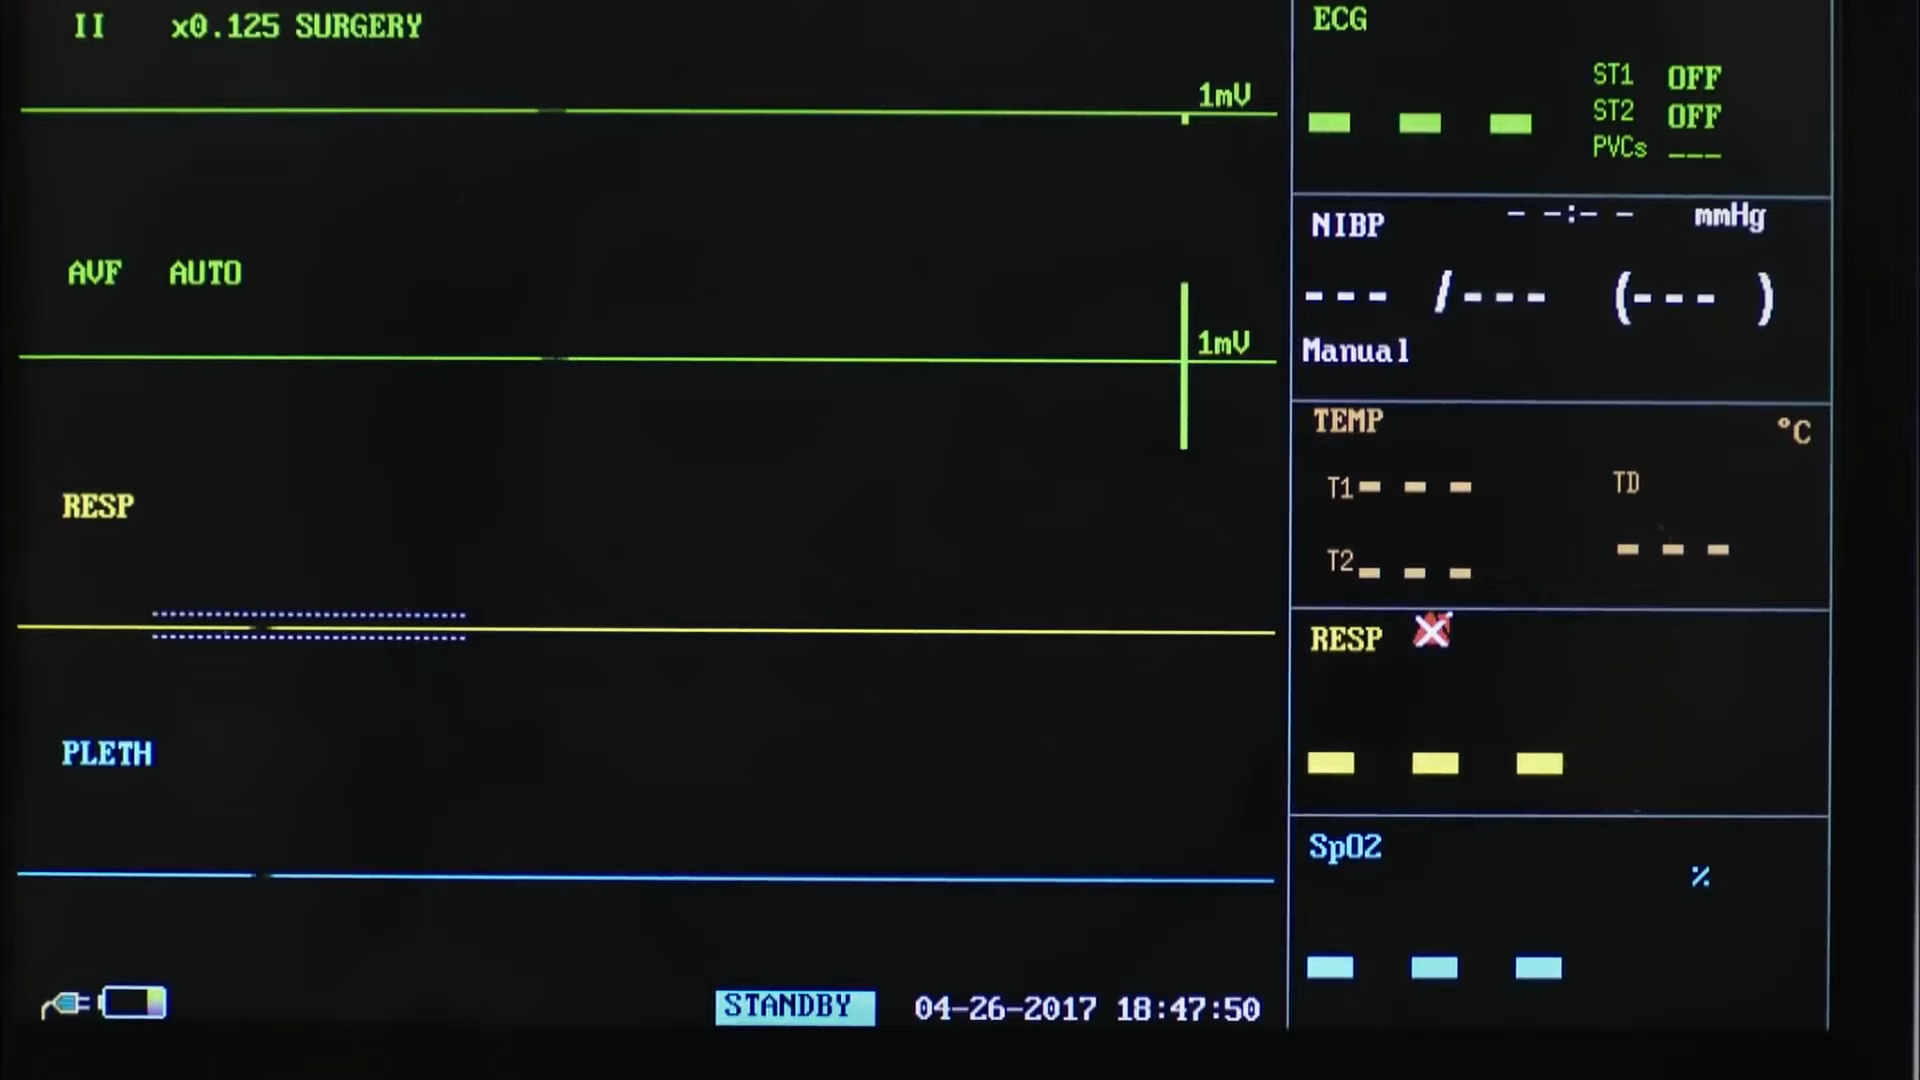 II x0.125 SURGERY
1mV
AVF AUTO
1mV
RESP
PLETH
STANDBY 04-26-2017 18:47:50
ECG
ST1 OFF
ST2 OFF
--- PVCs ---
NIBP --:-- mmHg
--- /--- (--- )
Manual
TEMP °C
T1 --- TD
T2 --- ---
RESP
---
SpO2
%
---